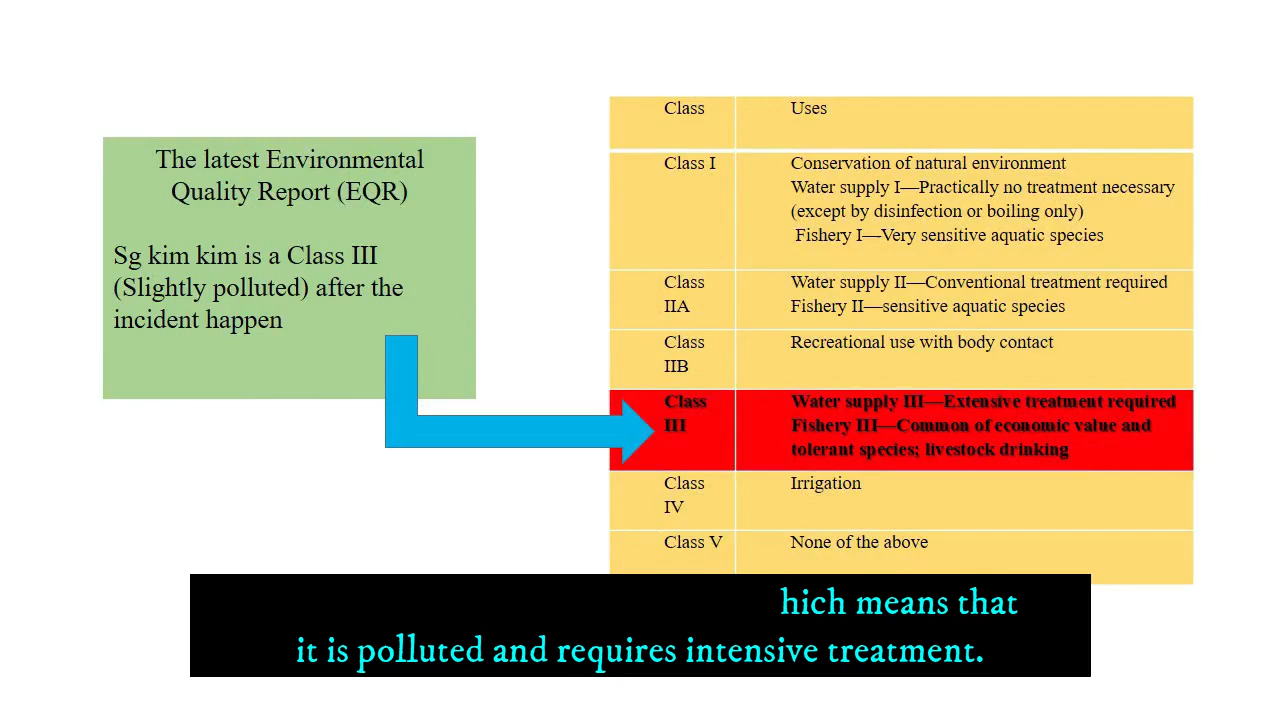 The latest Environmental
Quality Report (EQR)
Sg kim kim is a Class III
(Slightly polluted) after the
incident happen
Class Uses
Class I Conservation of natural environment
Water supply I—Practically no treatment necessary
(except by disinfection or boiling only)
Fishery I—Very sensitive aquatic species
Class Water supply II—Conventional treatment required
IIA Fishery II—sensitive aquatic species
Class Recreational use with body contact
IIB
Class Water supply III—Extensive treatment required
III Fishery III—Common of economic value and
tolerant species; livestock drinking
Class Irrigation
IV
Class V None of the above
hich means that
it is polluted and requires intensive treatment.